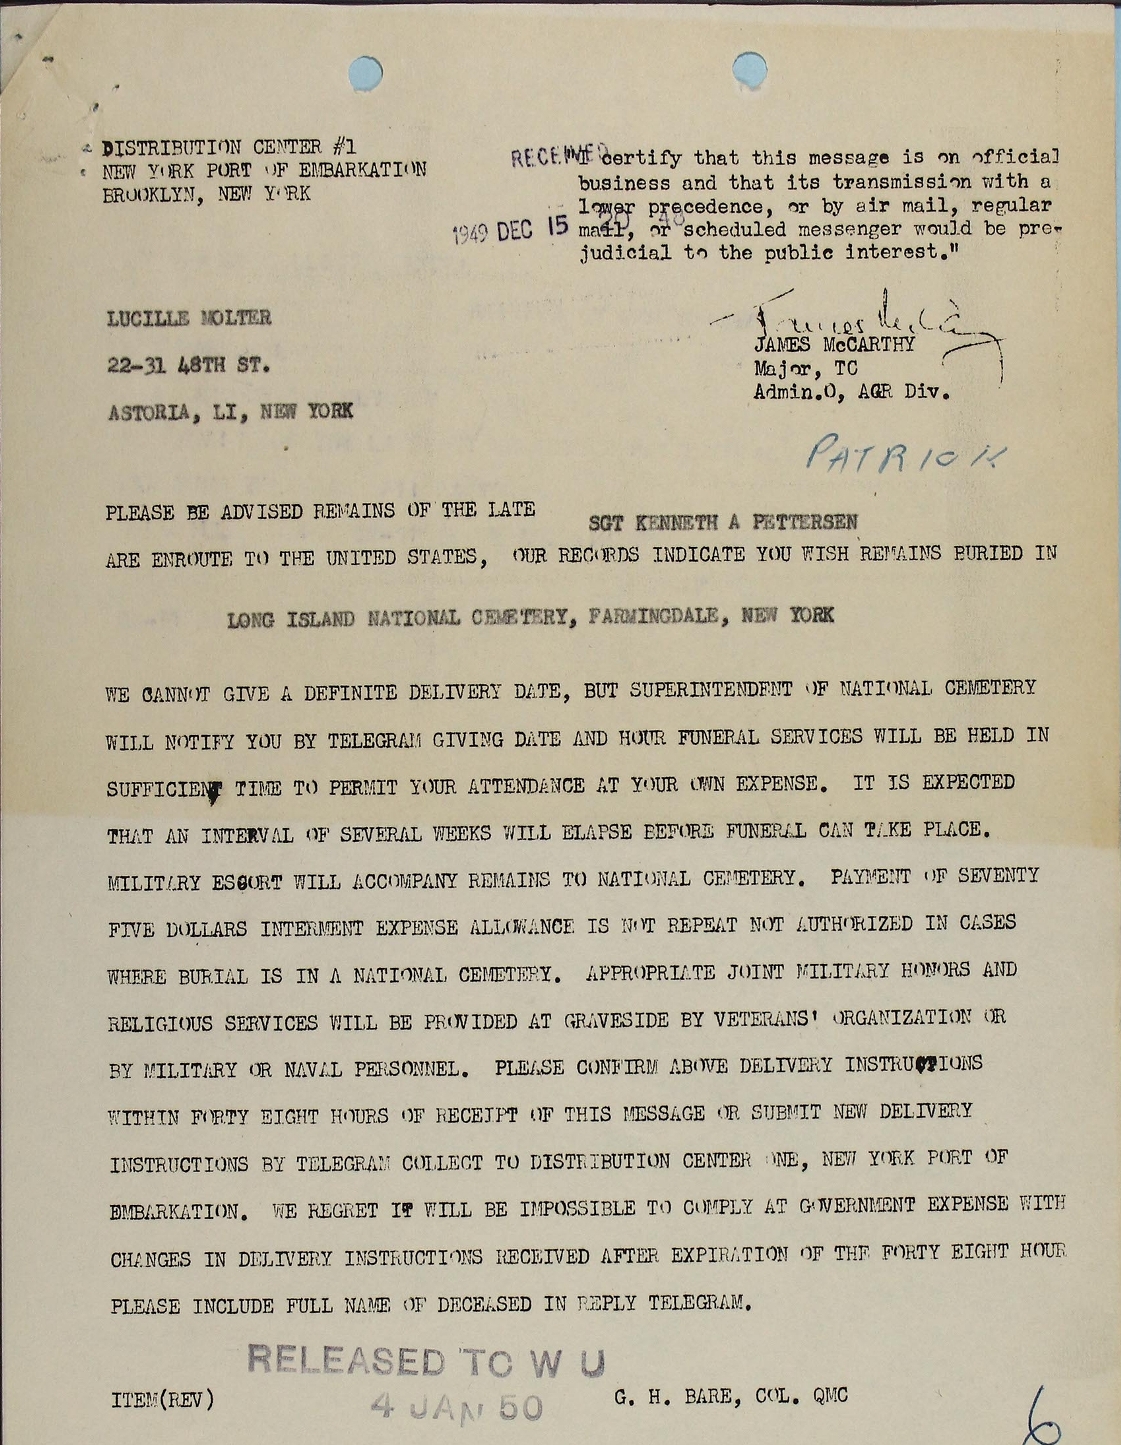 DISTRIBUTION CENTER #1
NEW YORK PORT OF EMBARKATION
BROOKLYN, NEW YORK
RECEIVED
1949 DEC 15 20 48
"I certify that this message is on official
business and that its transmission with a
lower precedence, or by air mail, regular
mail, or scheduled messenger would be pre-
judicial to the public interest."
James McCarthy
JAMES McCARTHY
Major, TC
Admin.O, AGR Div.
LUCILLE MOLTER
22-31 48TH ST.
ASTORIA, LI, NEW YORK
PATRICK
PLEASE BE ADVISED REMAINS OF THE LATE SGT KENNETH A PETTERSEN
ARE ENROUTE TO THE UNITED STATES, OUR RECORDS INDICATE YOU WISH REMAINS BURIED IN
LONG ISLAND NATIONAL CEMETERY, FARMINGDALE, NEW YORK
WE CANNOT GIVE A DEFINITE DELIVERY DATE, BUT SUPERINTENDENT OF NATIONAL CEMETERY
WILL NOTIFY YOU BY TELEGRAM GIVING DATE AND HOUR FUNERAL SERVICES WILL BE HELD IN
SUFFICIENT TIME TO PERMIT YOUR ATTENDANCE AT YOUR OWN EXPENSE. IT IS EXPECTED
THAT AN INTERVAL OF SEVERAL WEEKS WILL ELAPSE BEFORE FUNERAL CAN TAKE PLACE.
MILITARY ESCORT WILL ACCOMPANY REMAINS TO NATIONAL CEMETERY. PAYMENT OF SEVENTY
FIVE DOLLARS INTERMENT EXPENSE ALLOWANCE IS NOT REPEAT NOT AUTHORIZED IN CASES
WHERE BURIAL IS IN A NATIONAL CEMETERY. APPROPRIATE JOINT MILITARY HONORS AND
RELIGIOUS SERVICES WILL BE PROVIDED AT GRAVESIDE BY VETERANS' ORGANIZATION OR
BY MILITARY OR NAVAL PERSONNEL. PLEASE CONFIRM ABOVE DELIVERY INSTRUCTIONS
WITHIN FORTY EIGHT HOURS OF RECEIPT OF THIS MESSAGE OR SUBMIT NEW DELIVERY
INSTRUCTIONS BY TELEGRAM COLLECT TO DISTRIBUTION CENTER ONE, NEW YORK PORT OF
EMBARKATION. WE REGRET IT WILL BE IMPOSSIBLE TO COMPLY AT GOVERNMENT EXPENSE WITH
CHANGES IN DELIVERY INSTRUCTIONS RECEIVED AFTER EXPIRATION OF THE FORTY EIGHT HOUR
PLEASE INCLUDE FULL NAME OF DECEASED IN REPLY TELEGRAM.
RELEASED TO W U
4 JAN 50
ITEM(REV)
G. H. BARE, COL. QMC
6